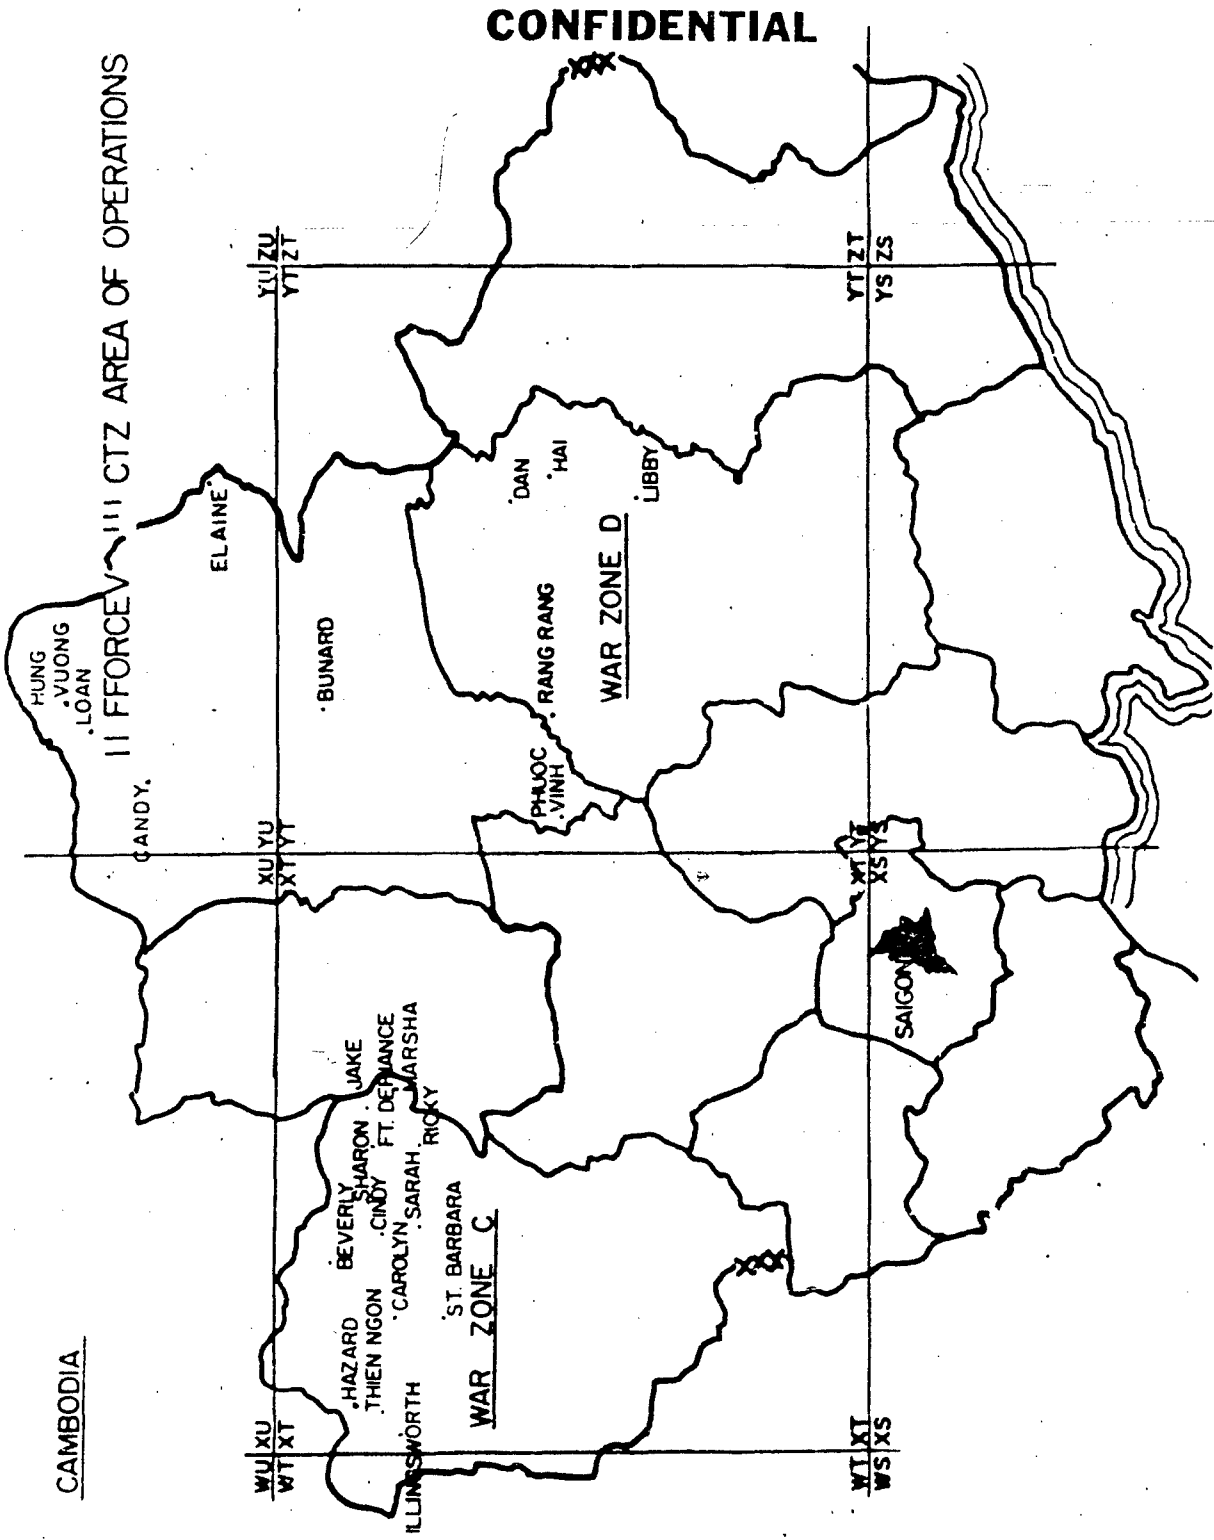 CONFIDENTIAL
II FFORCEV III CTZ AREA OF OPERATIONS
CAMBODIA
HUNG
VUONG
LOAN
CANDY
ELAINE
BUNARD
DAN
HAI
LIBBY
RANG RANG
WAR ZONE D
PHUOC
VINH
JAKE
FT. DEFIANCE
MARSHA
RICKY
BEVERLY
SHARON
CINDY
SARAH
CAROLYN
ST. BARBARA
HAZARD
THIEN NGON
ILLINGSWORTH
WAR ZONE C
SAIGON
WU XU
WT XT
XU YU
XT YT
YU ZU
YT ZT
WT XT
WS XS
XT YT
XS YS
YT ZT
YS ZS
XXX
XXX